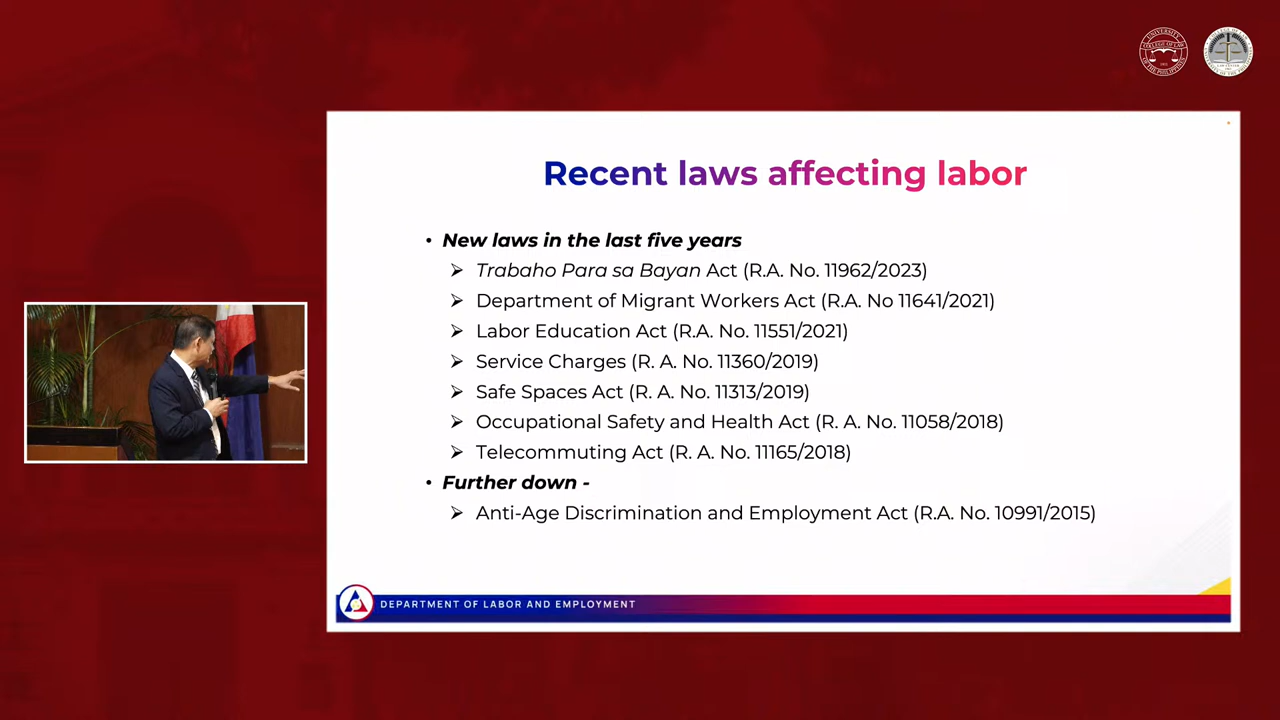 Recent laws affecting labor
• New laws in the last five years
➢ Trabaho Para sa Bayan Act (R.A. No. 11962/2023)
➢ Department of Migrant Workers Act (R.A. No 11641/2021)
➢ Labor Education Act (R.A. No. 11551/2021)
➢ Service Charges (R. A. No. 11360/2019)
➢ Safe Spaces Act (R. A. No. 11313/2019)
➢ Occupational Safety and Health Act (R. A. No. 11058/2018)
➢ Telecommuting Act (R. A. No. 11165/2018)
• Further down -
➢ Anti-Age Discrimination and Employment Act (R.A. No. 10991/2015)
DEPARTMENT OF LABOR AND EMPLOYMENT